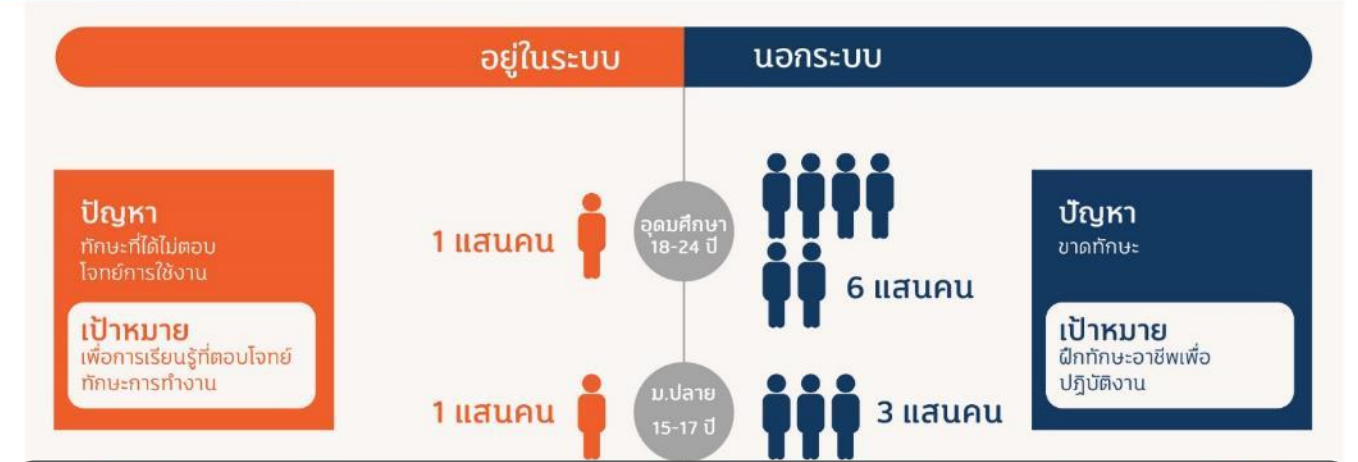 อยู่ในระบบ
นอกระบบ
ปัญหา
ทักษะที่ได้ไม่ตอบ
โจทย์การใช้งาน
เป้าหมาย
เพื่อการเรียนรู้ที่ตอบโจทย์
ทักษะการทำงาน
1 แสนคน
อุดมศึกษา
18-24 ปี
6 แสนคน
1 แสนคน
ม.ปลาย
15-17 ปี
3 แสนคน
ปัญหา
ขาดทักษะ
เป้าหมาย
ฝึกทักษะอาชีพเพื่อ
ปฏิบัติงาน